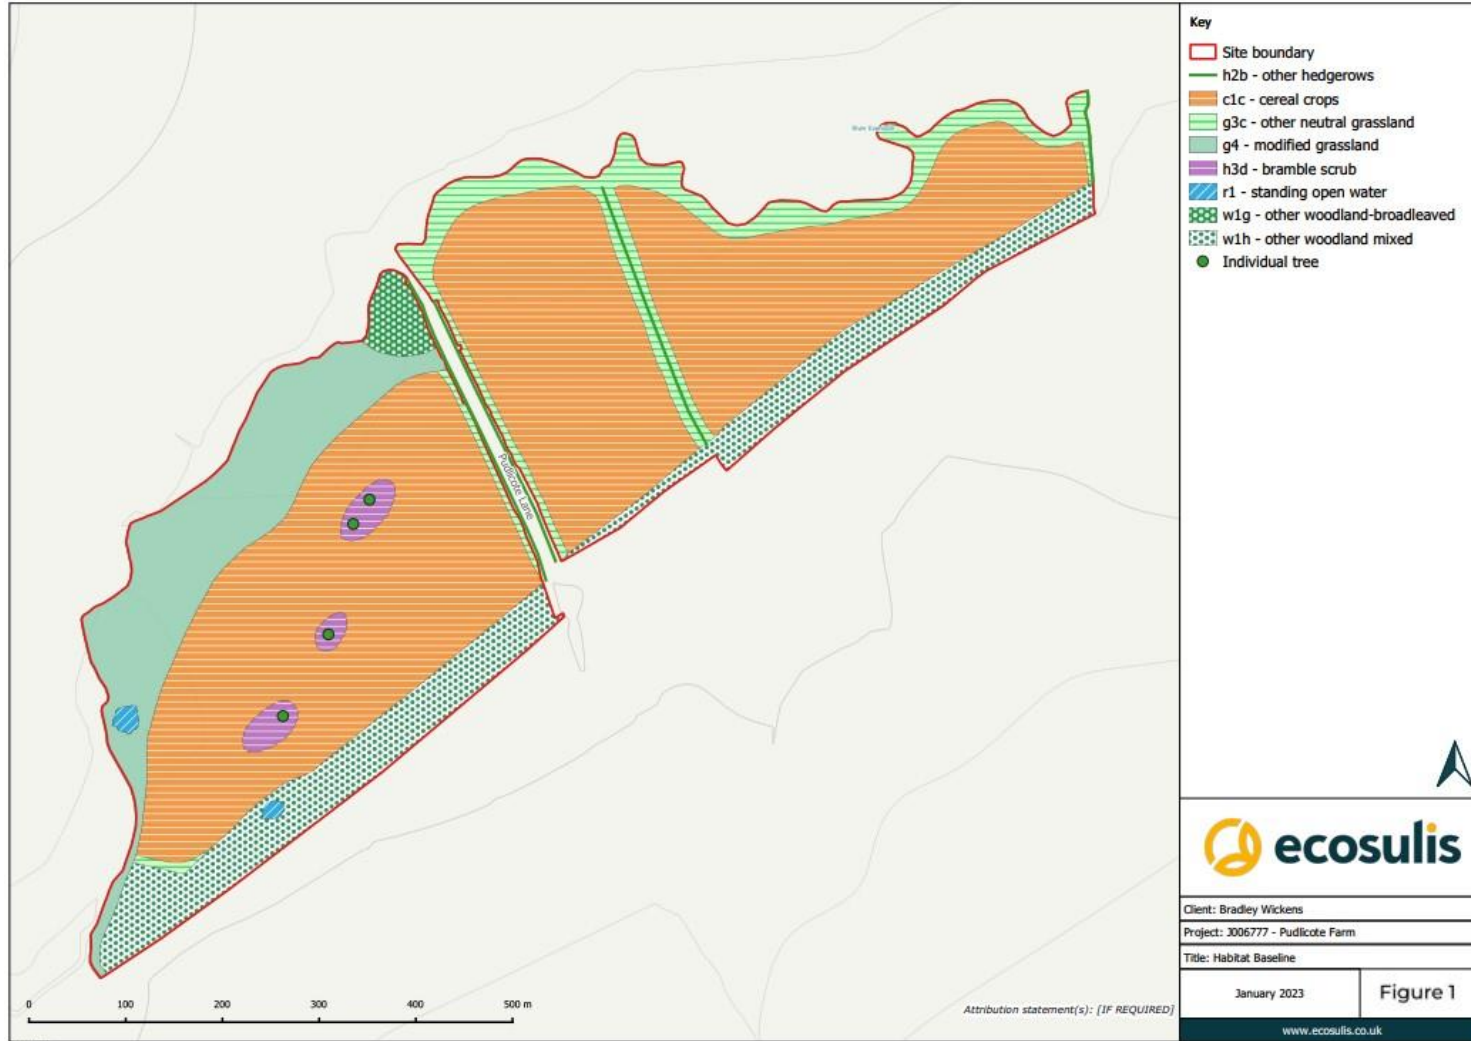 Key
Site boundary
h2b - other hedgerows
c1c - cereal crops
g3c - other neutral grassland
g4 - modified grassland
h3d - bramble scrub
r1 - standing open water
w1g - other woodland-broadleaved
w1h - other woodland mixed
Individual tree
Pudlicote Lane
0 100 200 300 400 500 m
Attribution statement(s): [IF REQUIRED]
ecosulis
Client: Bradley Wickens
Project: J006777 - Pudlicote Farm
Title: Habitat Baseline
January 2023
Figure 1
www.ecosulis.co.uk